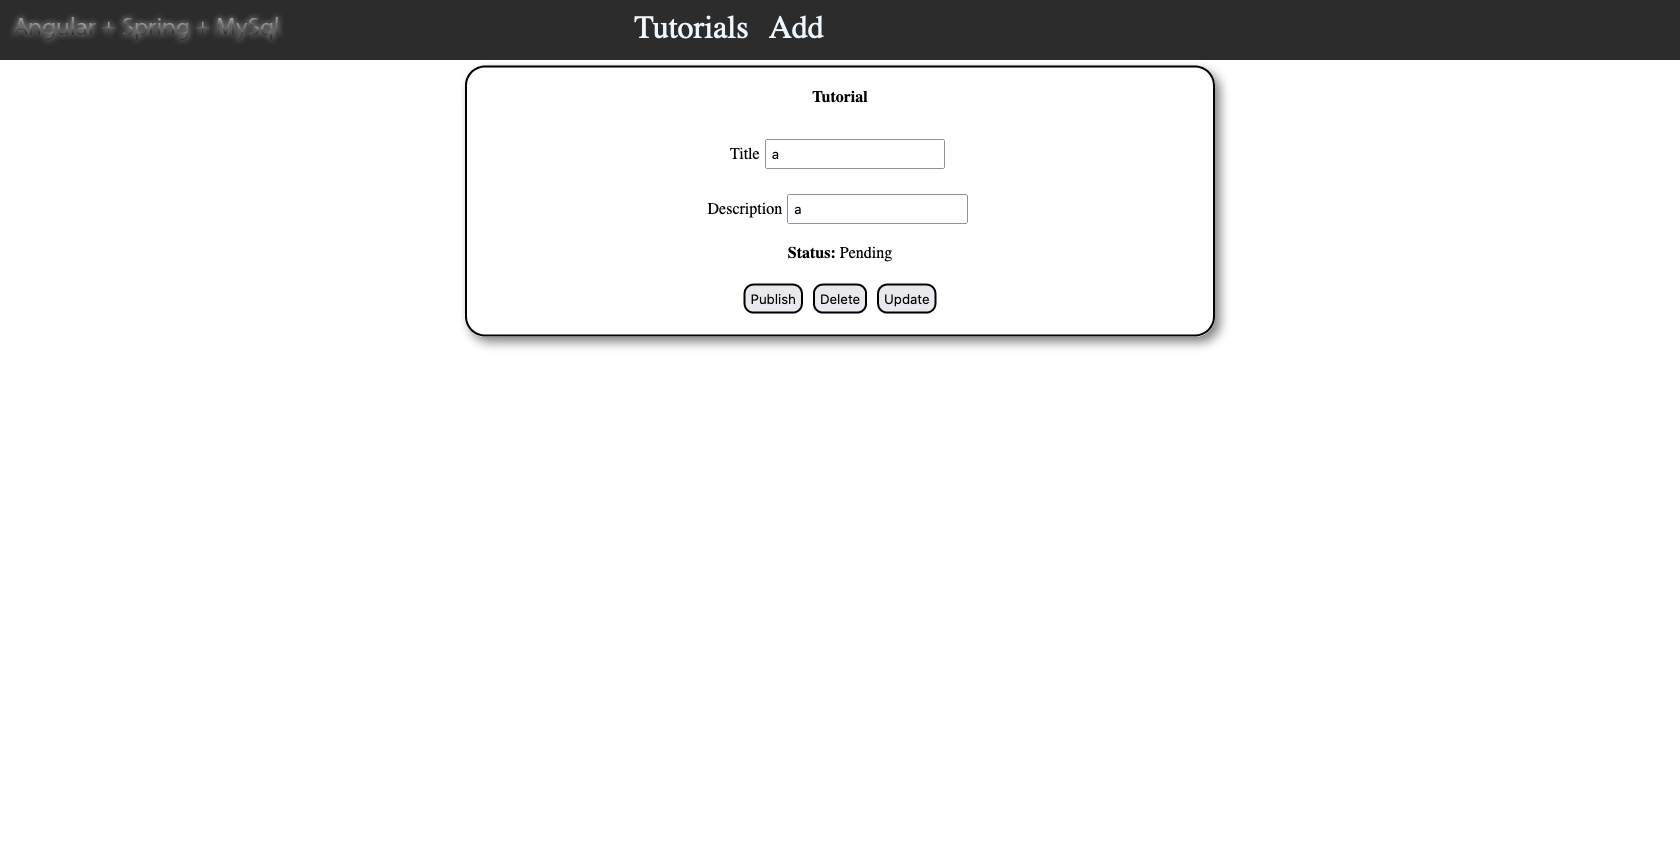 Angular + Spring + MySql
Tutorials Add
Tutorial
Title a
Description a
Status: Pending
Publish Delete Update